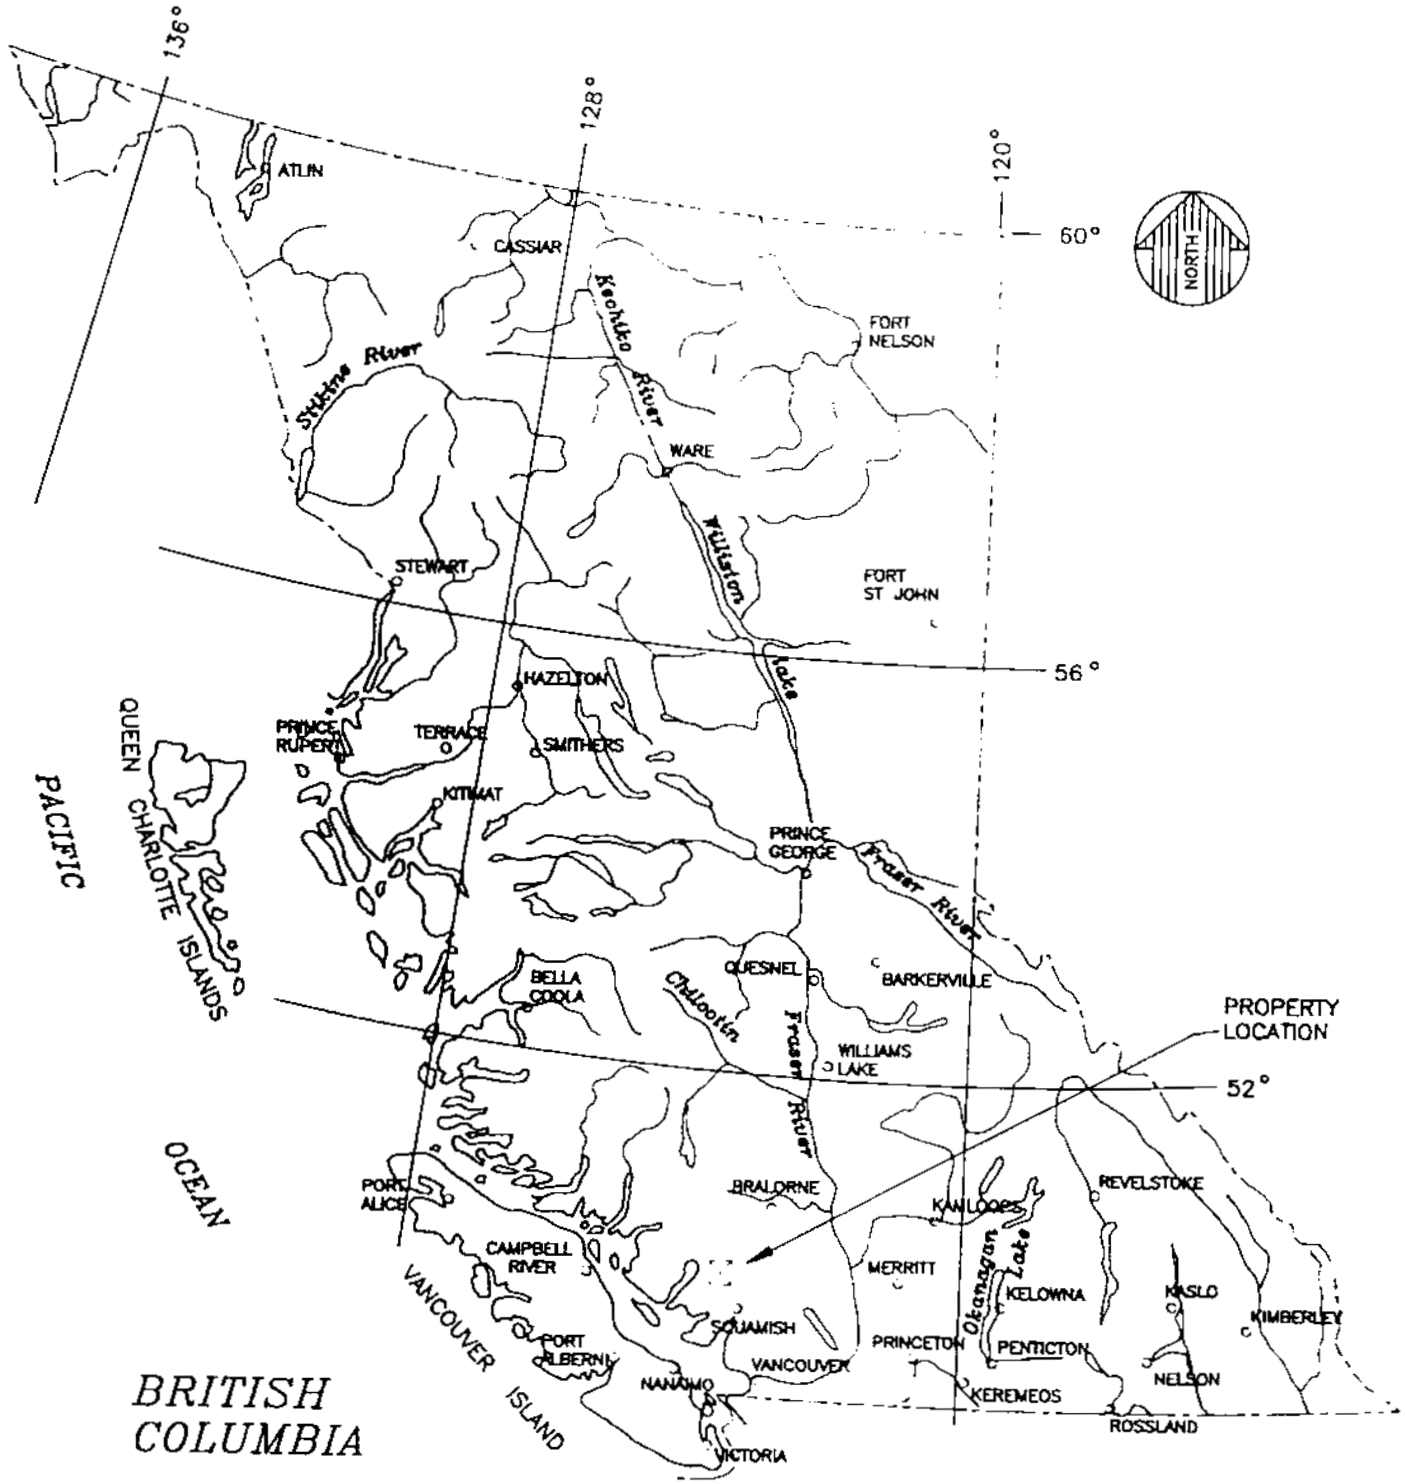 136°
128°
120°
ATLIN
60°
CASSIAR
NORTH
Kechika
River
FORT
NELSON
Stikine River
WARE
Williston
lake
STEWART
FORT
ST JOHN
56°
HAZELTON
QUEEN CHARLOTTE ISLANDS
PRINCE
RUPERT
TERRACE
SMITHERS
PACIFIC
KITIMAT
PRINCE
GEORGE
Fraser River
QUESNEL
BARKERVILLE
BELLA
COOLA
Chilcotin
Fraser
River
PROPERTY
LOCATION
WILLIAMS
LAKE
52°
OCEAN
PORT
ALICE
BRALORNE
KAMLOOPS
REVELSTOKE
CAMPBELL
RIVER
MERRITT
Okanagan
Lake
KELOWNA
KASLO
KIMBERLEY
VANCOUVER ISLAND
SQUAMISH
PORT
ALBERNI
VANCOUVER
PRINCETON
PENTICTON
NELSON
NANAIMO
KEREMEOS
ROSSLAND
VICTORIA
BRITISH
COLUMBIA